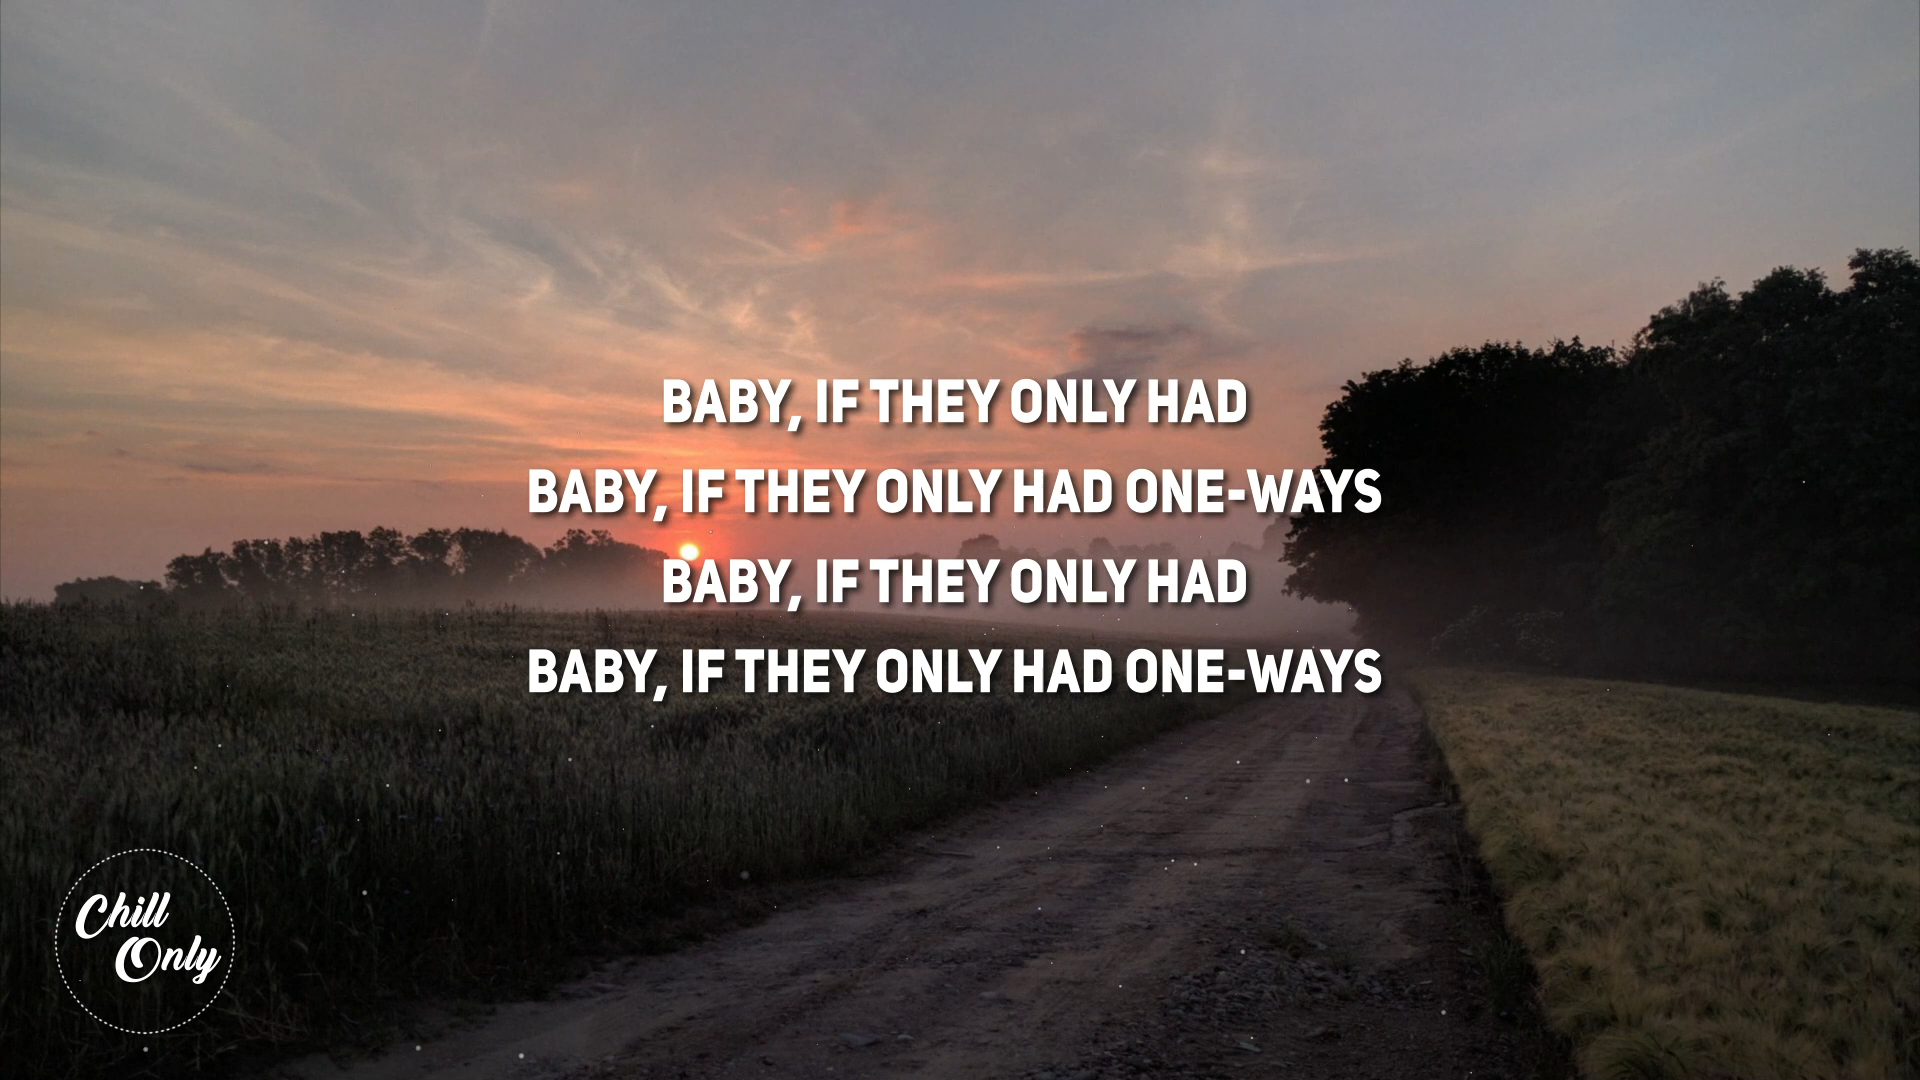 BABY, IF THEY ONLY HAD
BABY, IF THEY ONLY HAD ONE-WAYS
BABY, IF THEY ONLY HAD
BABY, IF THEY ONLY HAD ONE-WAYS
Chill
Only